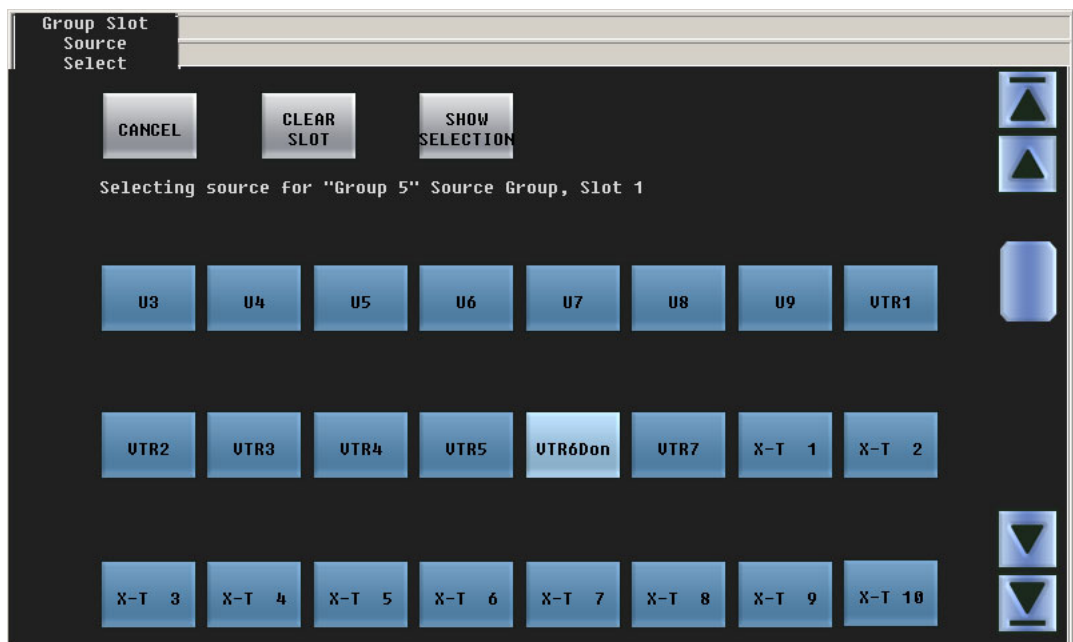 Group Slot
Source
Select
CANCEL
CLEAR
SLOT
SHOW
SELECTION
Selecting source for "Group 5" Source Group, Slot 1
U3 U4 U5 U6 U7 U8 U9 VTR1
VTR2 VTR3 VTR4 VTR5 VTR6Don VTR7 X-T 1 X-T 2
X-T 3 X-T 4 X-T 5 X-T 6 X-T 7 X-T 8 X-T 9 X-T 10